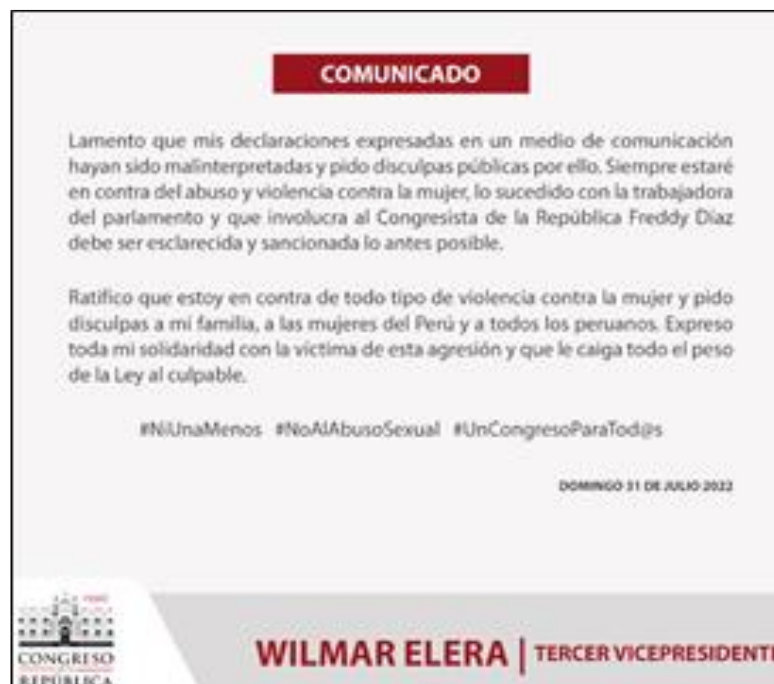 COMUNICADO
Lamento que mis declaraciones expresadas en un medio de comunicación
hayan sido malinterpretadas y pido disculpas públicas por ello. Siempre estaré
en contra del abuso y violencia contra la mujer, lo sucedido con la trabajadora
del parlamento y que involucra al Congresista de la República Freddy Díaz
debe ser esclarecida y sancionada lo antes posible.
Ratifico que estoy en contra de todo tipo de violencia contra la mujer y pido
disculpas a mi familia, a las mujeres del Perú y a todos los peruanos. Expreso
toda mi solidaridad con la víctima de esta agresión y que le caiga todo el peso
de la Ley al culpable.
#NiUnaMenos #NoAlAbusoSexual #UnCongresoParaTod@s
DOMINGO 31 DE JULIO 2022
PERÚ
CONGRESO
REPÚBLICA
WILMAR ELERA | TERCER VICEPRESIDENTE